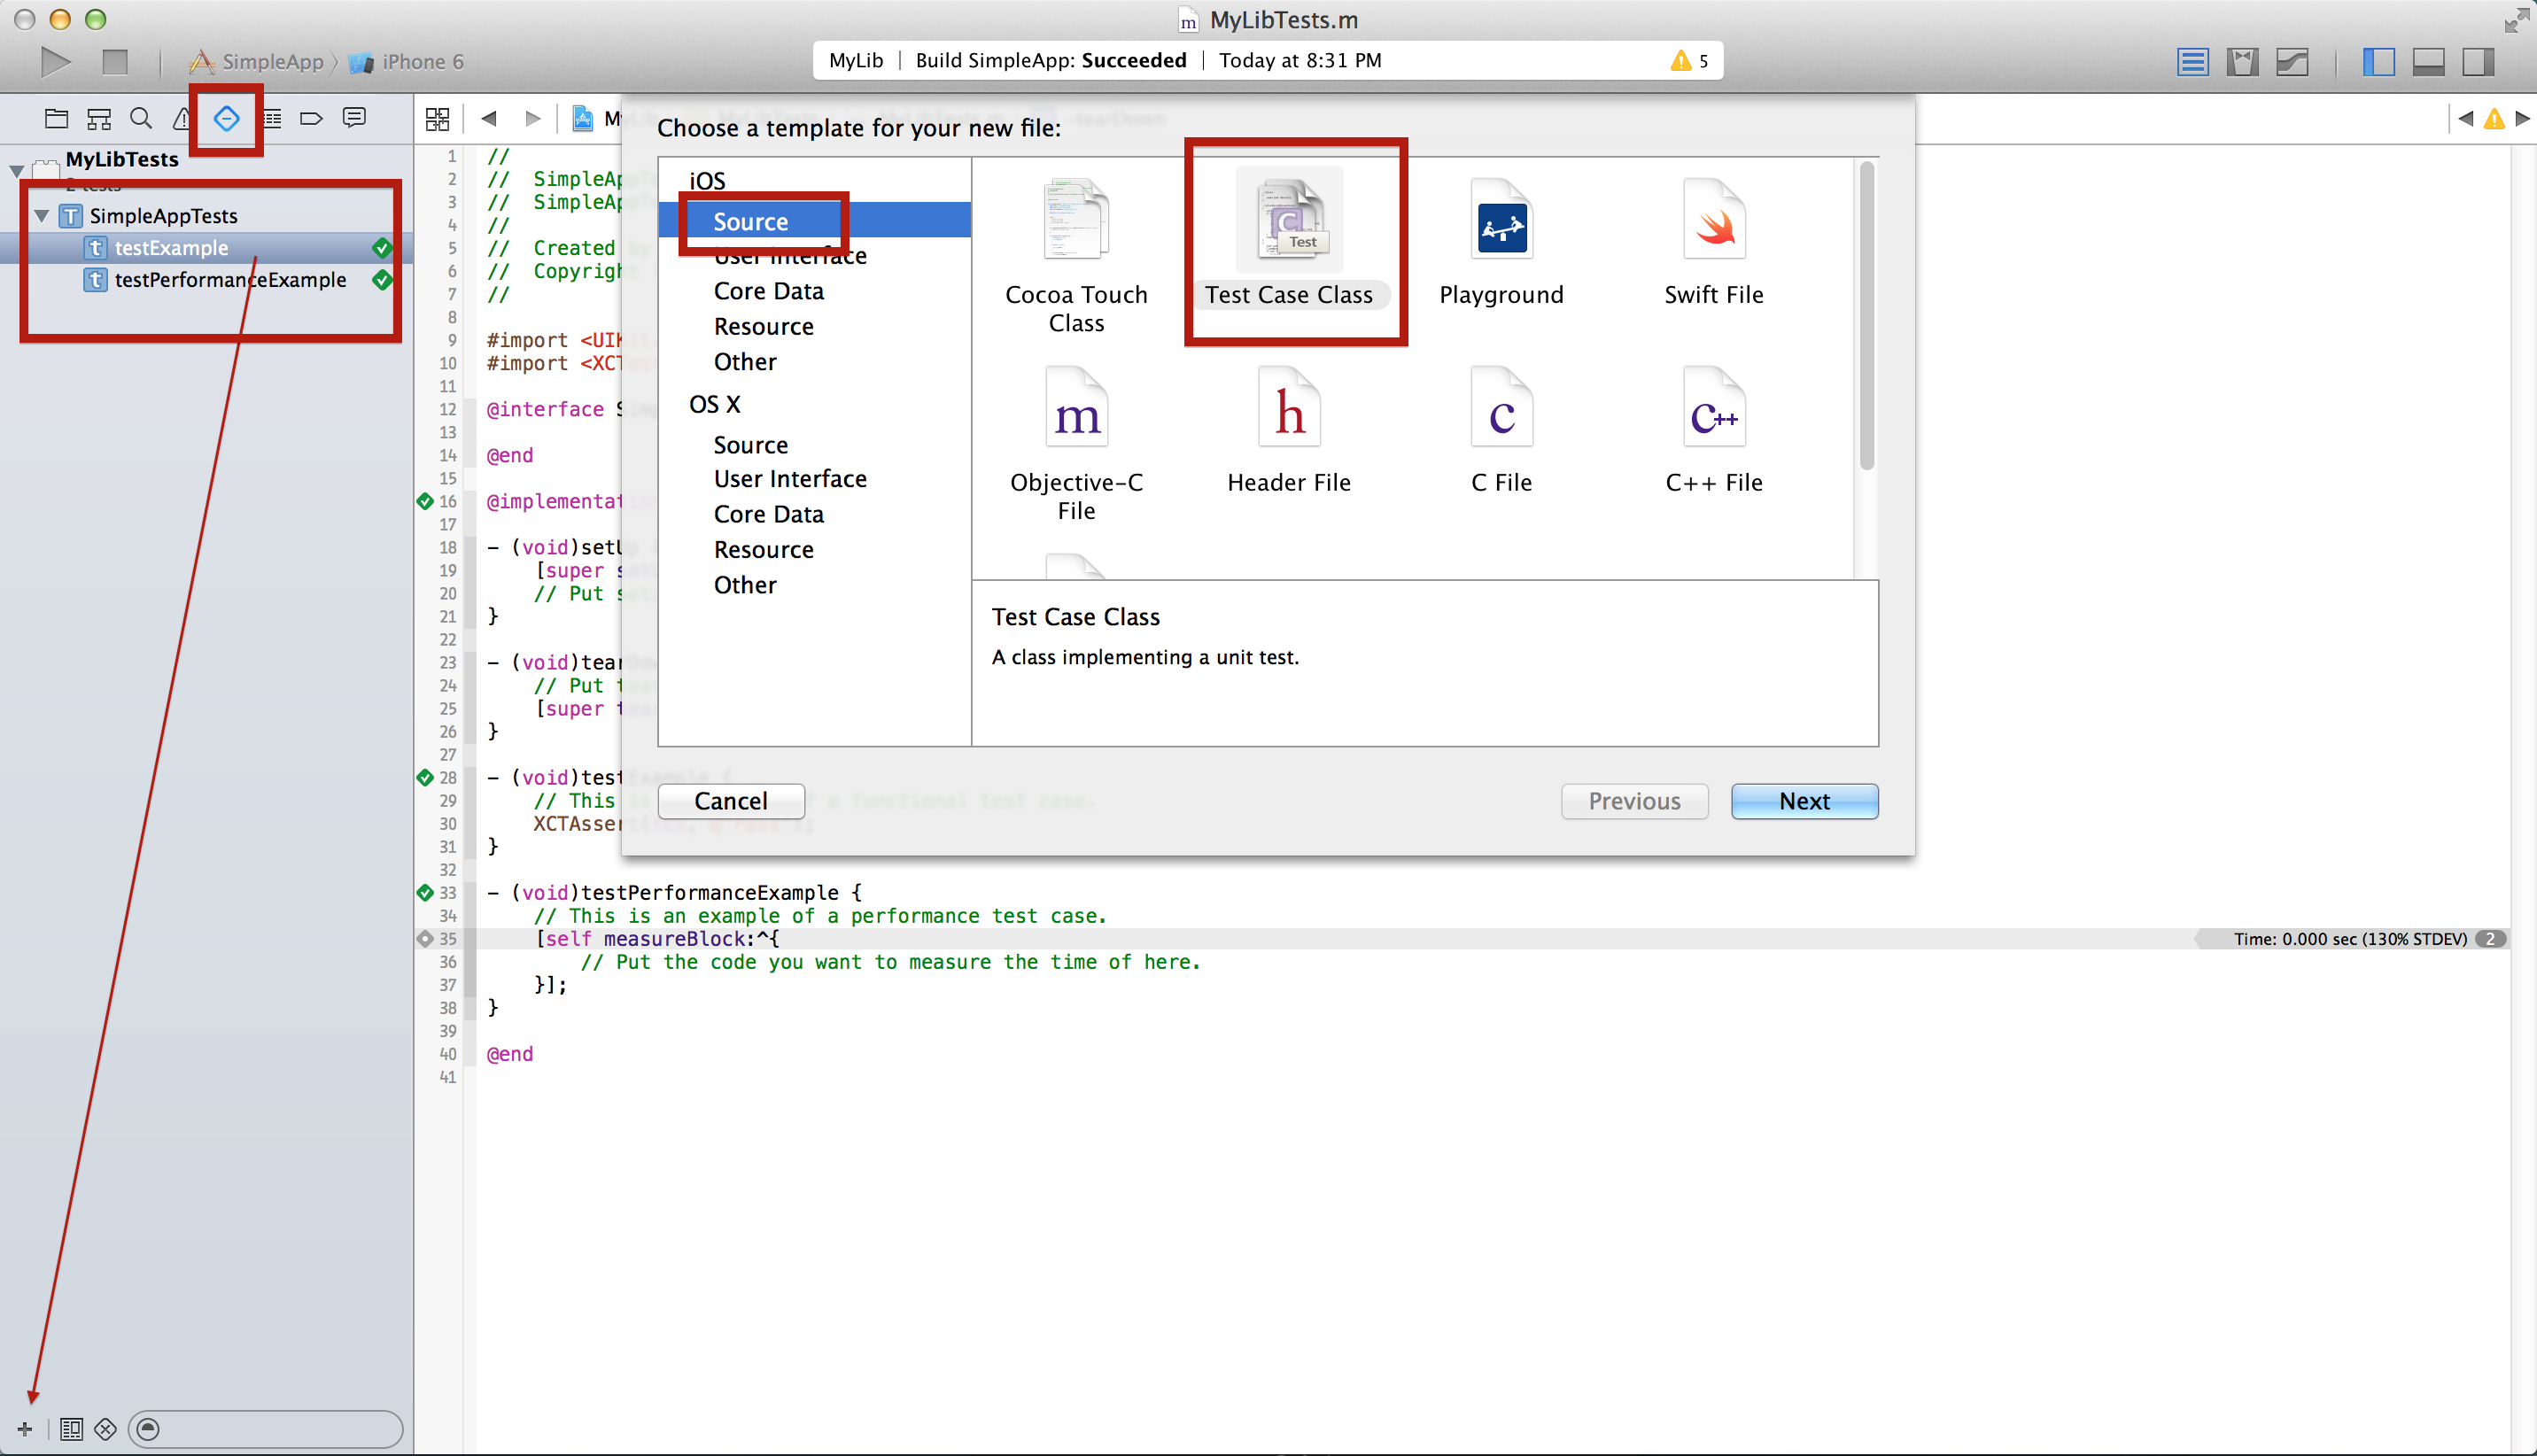 MyLibTests.m
SimpleApp
iPhone 6
MyLib | Build SimpleApp: Succeeded | Today at 8:31 PM
5
MyLibTests
2 tests
SimpleAppTests
testExample
testPerformanceExample
Choose a template for your new file:
iOS
Source
User Interface
Core Data
Resource
Other
OS X
Source
User Interface
Core Data
Resource
Other
Test
Cocoa Touch
Class
Test Case Class
Playground
Swift File
m
h
c
c++
Objective-C
File
Header File
C File
C++ File
Test Case Class
A class implementing a unit test.
Cancel
Previous
Next
1 //
2 // SimpleAp
3 // SimpleAp
4 //
5 // Created by
6 // Copyright
7 //
8
9 #import <UIK
10 #import <XCT
11
12 @interface S
13
14 @end
15
16 @implementat
17
18 - (void)setU
19 [super s
20 // Put s
21 }
22
23 - (void)tear
24 // Put t
25 [super t
26 }
27
28 - (void)testExample {
29 // This is a functional test case.
30 XCTAsser
31 }
32
33 - (void)testPerformanceExample {
34 // This is an example of a performance test case.
35 [self measureBlock:^{
Time: 0.000 sec (130% STDEV) 2
36 // Put the code you want to measure the time of here.
37 }];
38 }
39
40 @end
41